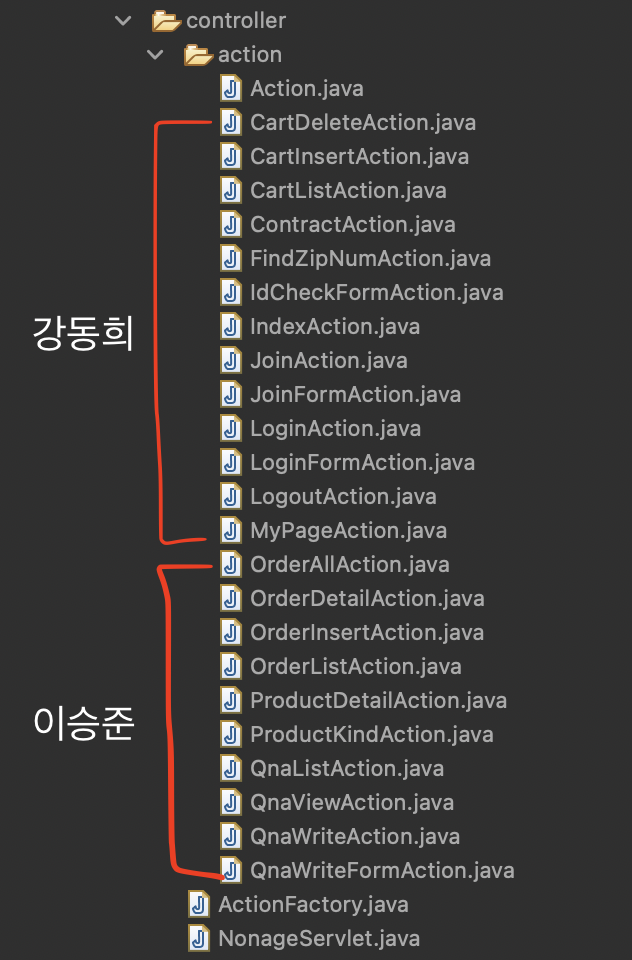 controller
action
Action.java
CartDeleteAction.java
CartInsertAction.java
CartListAction.java
ContractAction.java
FindZipNumAction.java
IdCheckFormAction.java
IndexAction.java
강동희
JoinAction.java
JoinFormAction.java
LoginAction.java
LoginFormAction.java
LogoutAction.java
MyPageAction.java
OrderAllAction.java
OrderDetailAction.java
OrderInsertAction.java
OrderListAction.java
ProductDetailAction.java
이승준
ProductKindAction.java
QnaListAction.java
QnaViewAction.java
QnaWriteAction.java
QnaWriteFormAction.java
ActionFactory.java
NonageServlet.java